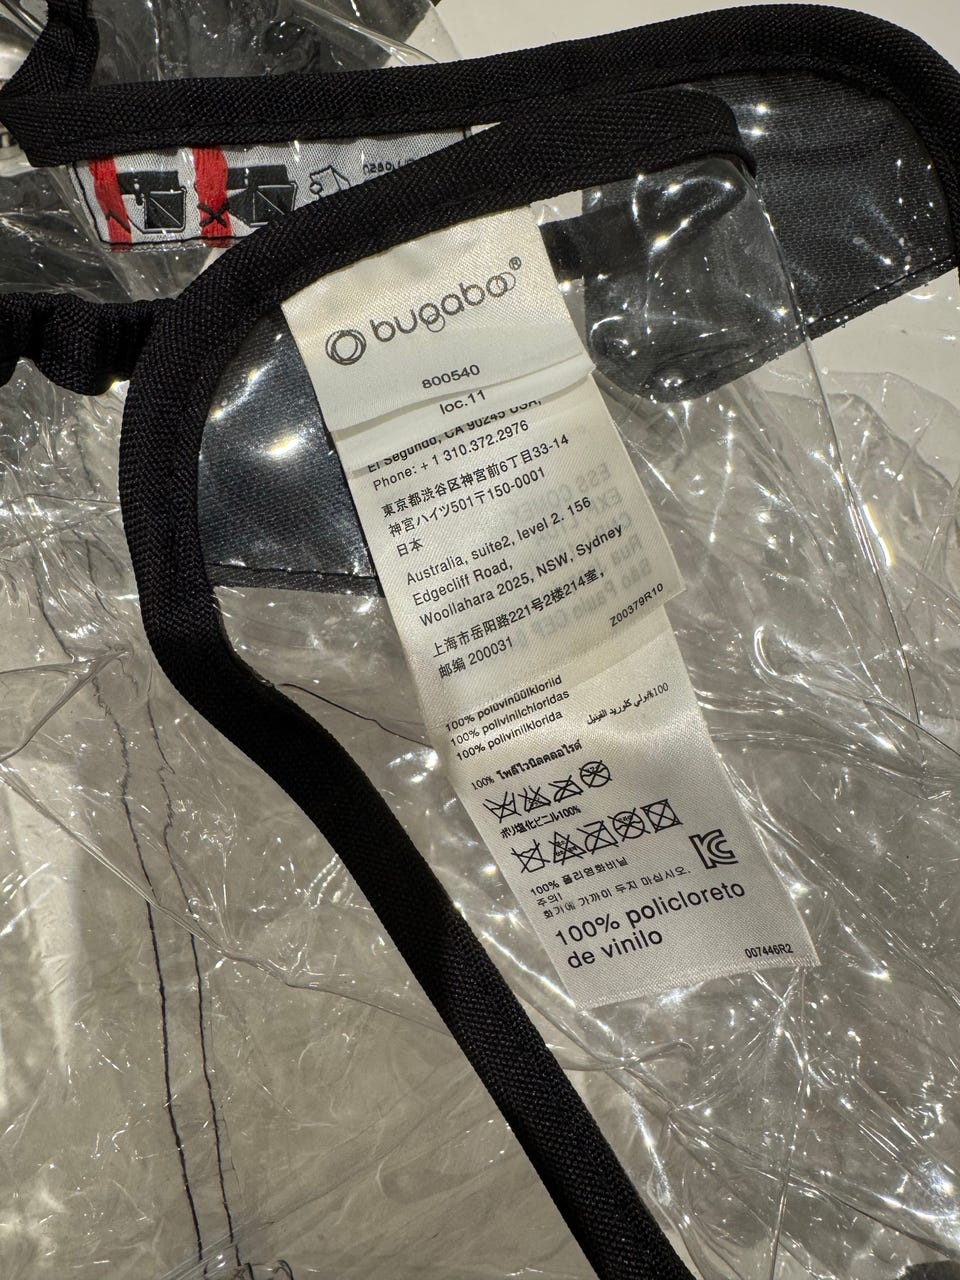 bugaboo®
800540
loc.11
El Segundo, CA 90245 USA,
Phone: + 1 310.372.2976
東京都渋谷区神宮前6丁目33-14
神宮ハイツ501〒150-0001
日本
Australia, suite2, level 2. 156
Edgecliff Road,
Woollahara 2025, NSW, Sydney
上海市岳阳路221号2楼214室,
邮编 200031
Z00379R10
100% polüvinüülkloriid
100% polivinilchloridas
100% polivinilklorida
100%بولي كلوريد الفينيل
100% โพลีไวนิลคลอไรด์
ポリ塩化ビニル100%
100% 폴리염화비닐
주의!
화기에 가까이 두지 마십시오.
100% policloreto
de vinilo
007446R2